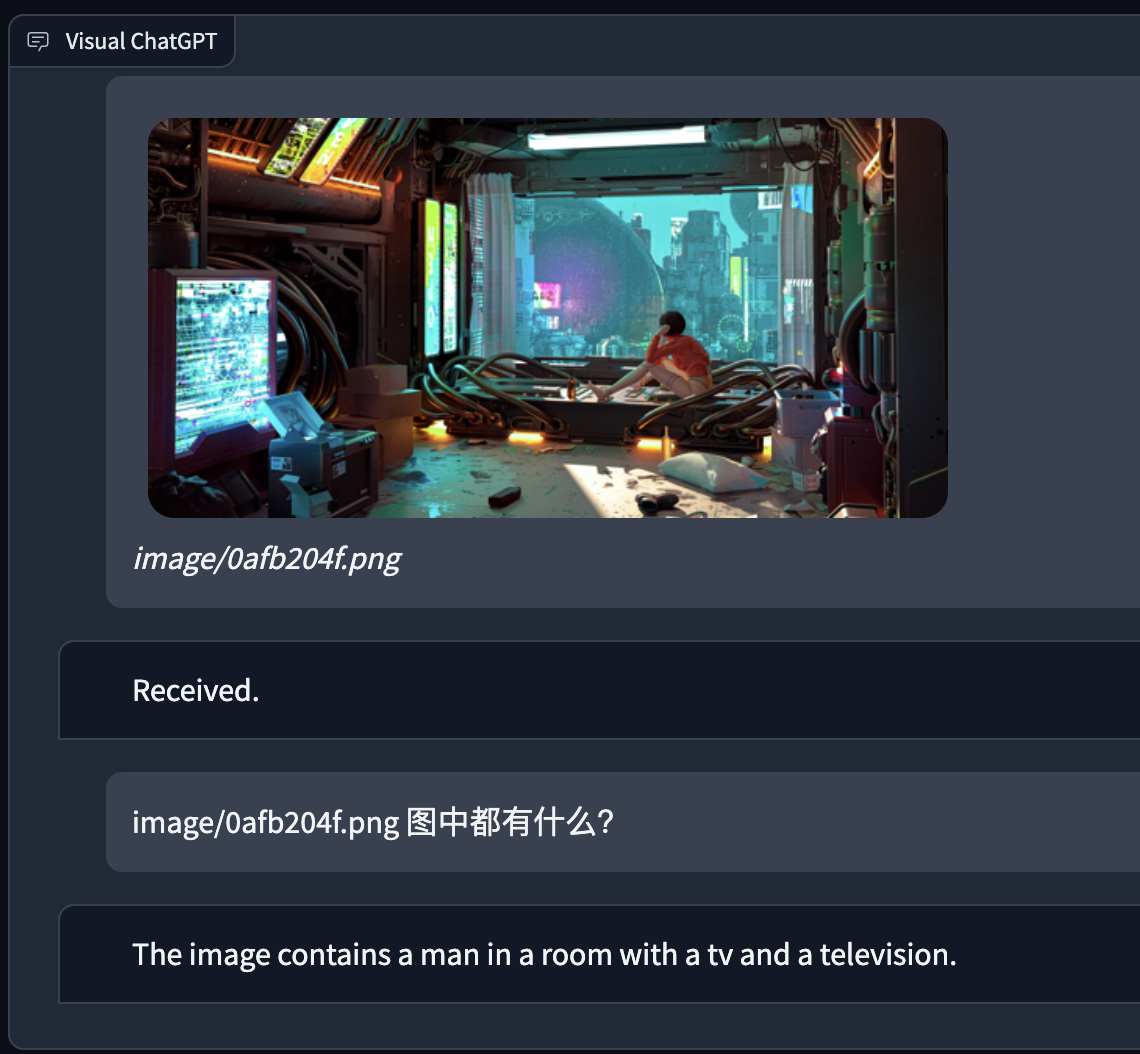 Visual ChatGPT
image/0afb204f.png
Received.
image/0afb204f.png 图中都有什么?
The image contains a man in a room with a tv and a television.